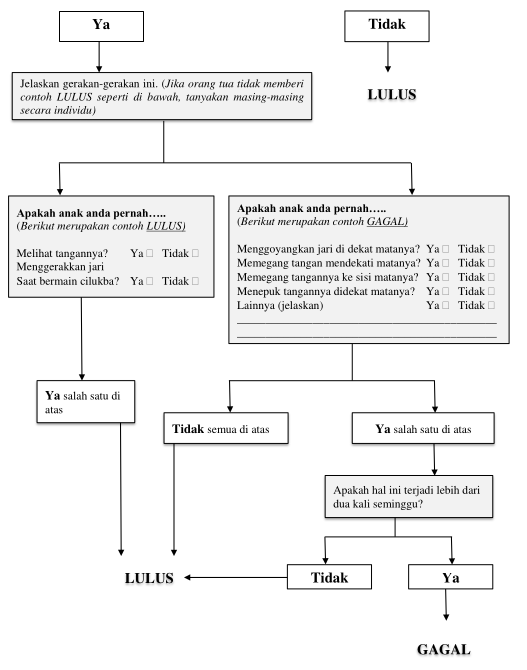 Ya
Tidak
Jelaskan gerakan-gerakan ini. (Jika orang tua tidak memberi
contoh LULUS seperti di bawah, tanyakan masing-masing
secara individu)
LULUS
Apakah anak anda pernah…..
(Berikut merupakan contoh LULUS)
Melihat tangannya? Ya □ Tidak □
Menggerakkan jari
Saat bermain cilukba? Ya □ Tidak □
Apakah anak anda pernah…..
(Berikut merupakan contoh GAGAL)
Menggoyangkan jari di dekat matanya? Ya □ Tidak □
Memegang tangan mendekati matanya? Ya □ Tidak □
Memegang tangannya ke sisi matanya? Ya □ Tidak □
Menepuk tangannya didekat matanya? Ya □ Tidak □
Lainnya (jelaskan) Ya □ Tidak □
Ya salah satu di
atas
Tidak semua di atas
Ya salah satu di atas
Apakah hal ini terjadi lebih dari
dua kali seminggu?
LULUS
Tidak
Ya
GAGAL